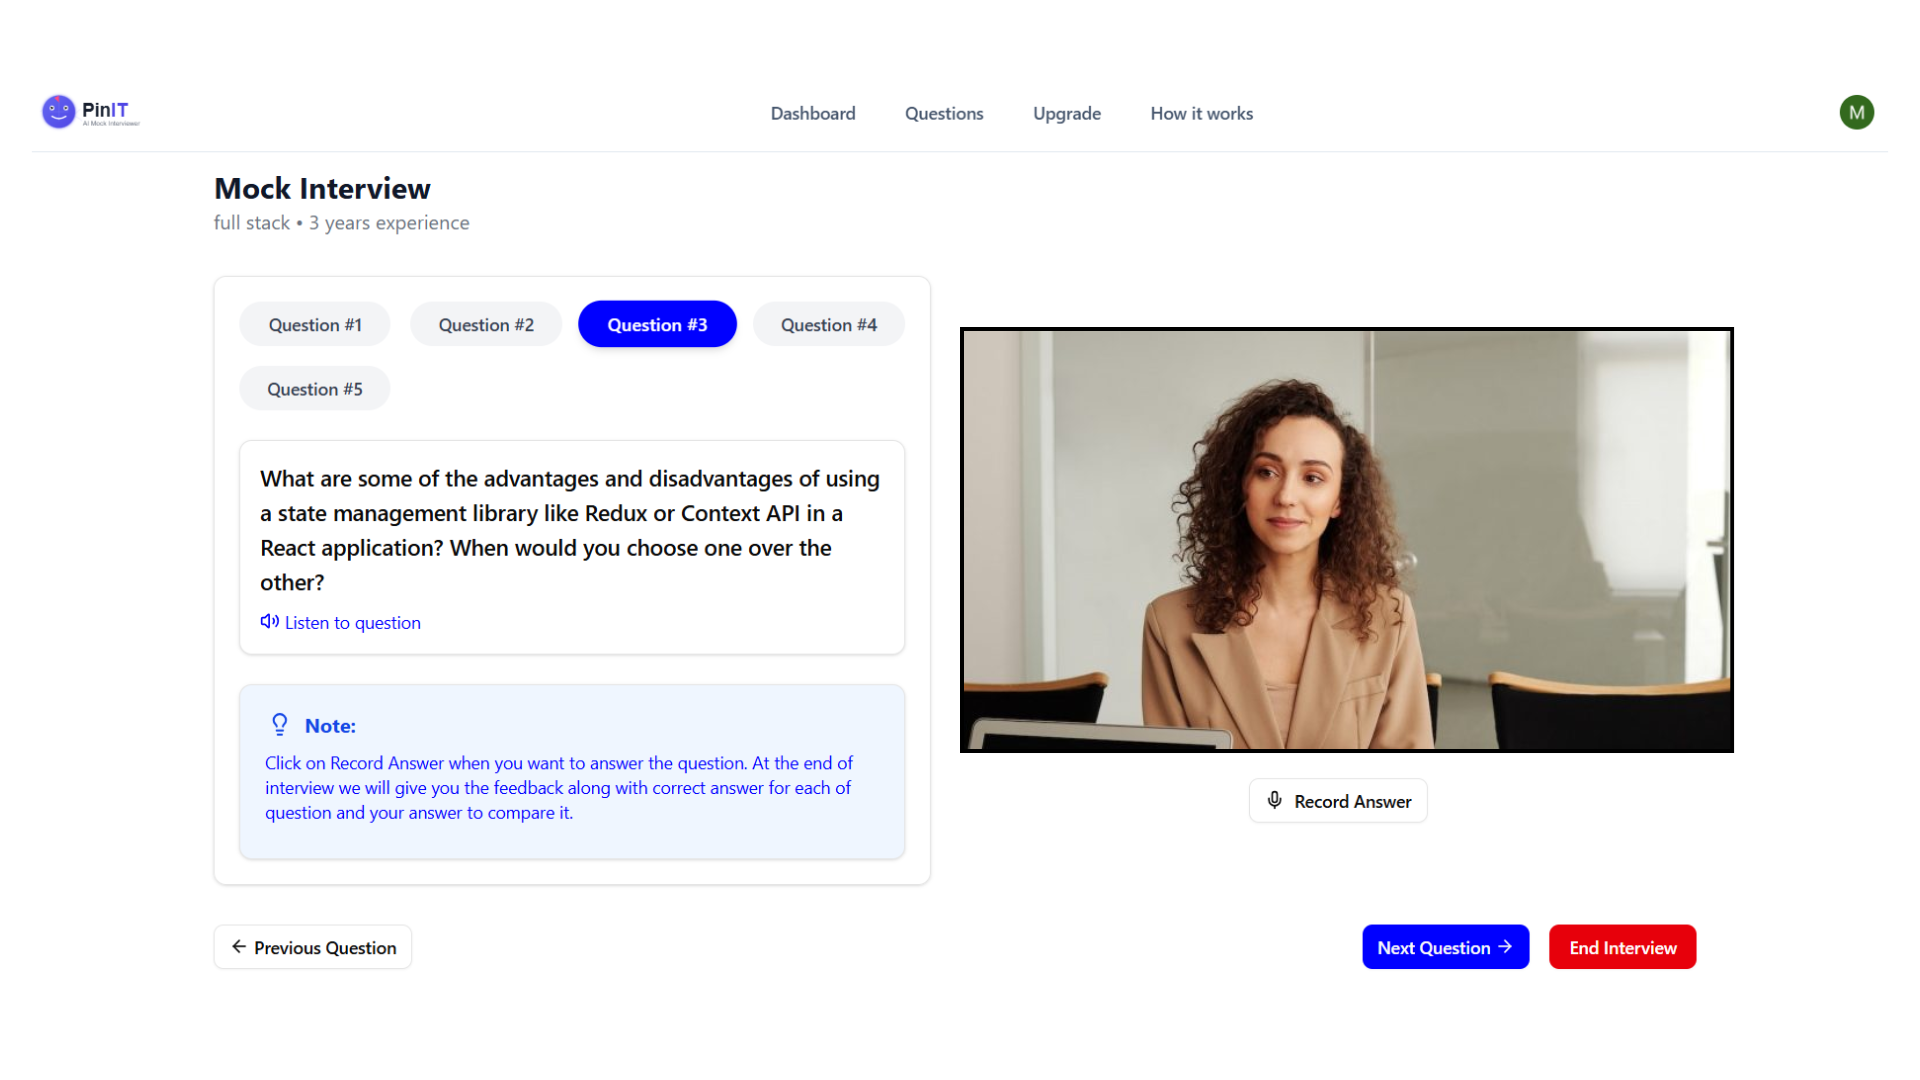 PinIT
AI Mock Interviewer
Dashboard
Questions
Upgrade
How it works
M
Mock Interview
full stack • 3 years experience
Question #1
Question #2
Question #3
Question #4
Question #5
What are some of the advantages and disadvantages of using
a state management library like Redux or Context API in a
React application? When would you choose one over the
other?
Listen to question
Note:
Click on Record Answer when you want to answer the question. At the end of
interview we will give you the feedback along with correct answer for each of
question and your answer to compare it.
Record Answer
← Previous Question
Next Question →
End Interview